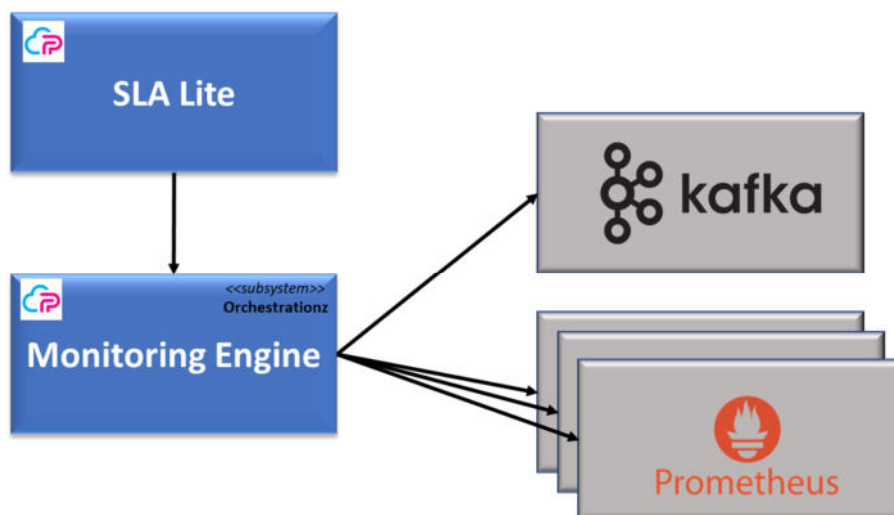 SLA Lite
kafka
<<subsystem>>
Orchestrationz
Monitoring Engine
Prometheus